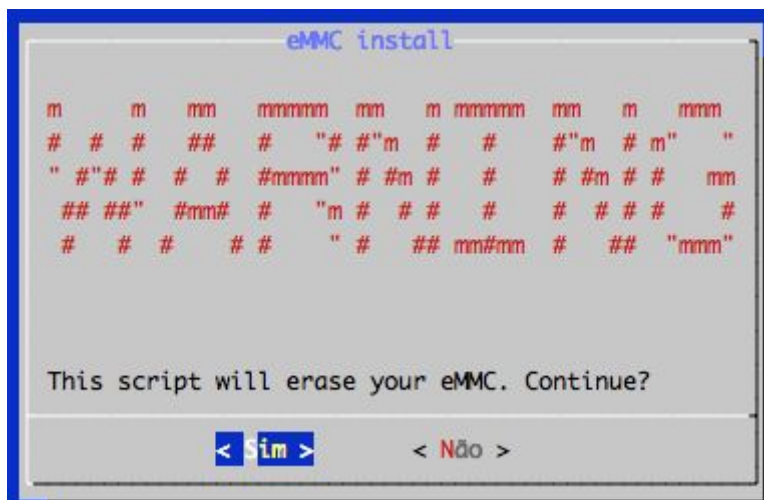 eMMC install
WARNING
This script will erase your eMMC. Continue?
< Sim > < Não >